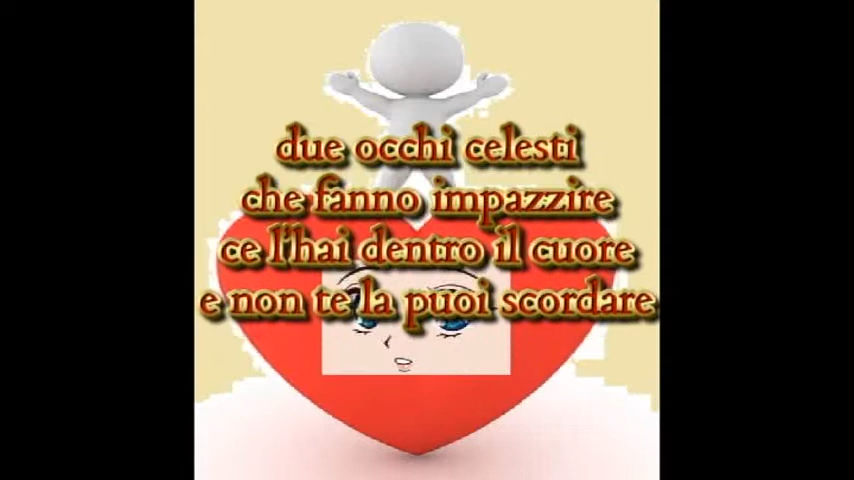 due occhi celesti
che fanno impazzire
ce l'hai dentro il cuore
e non te la puoi scordare